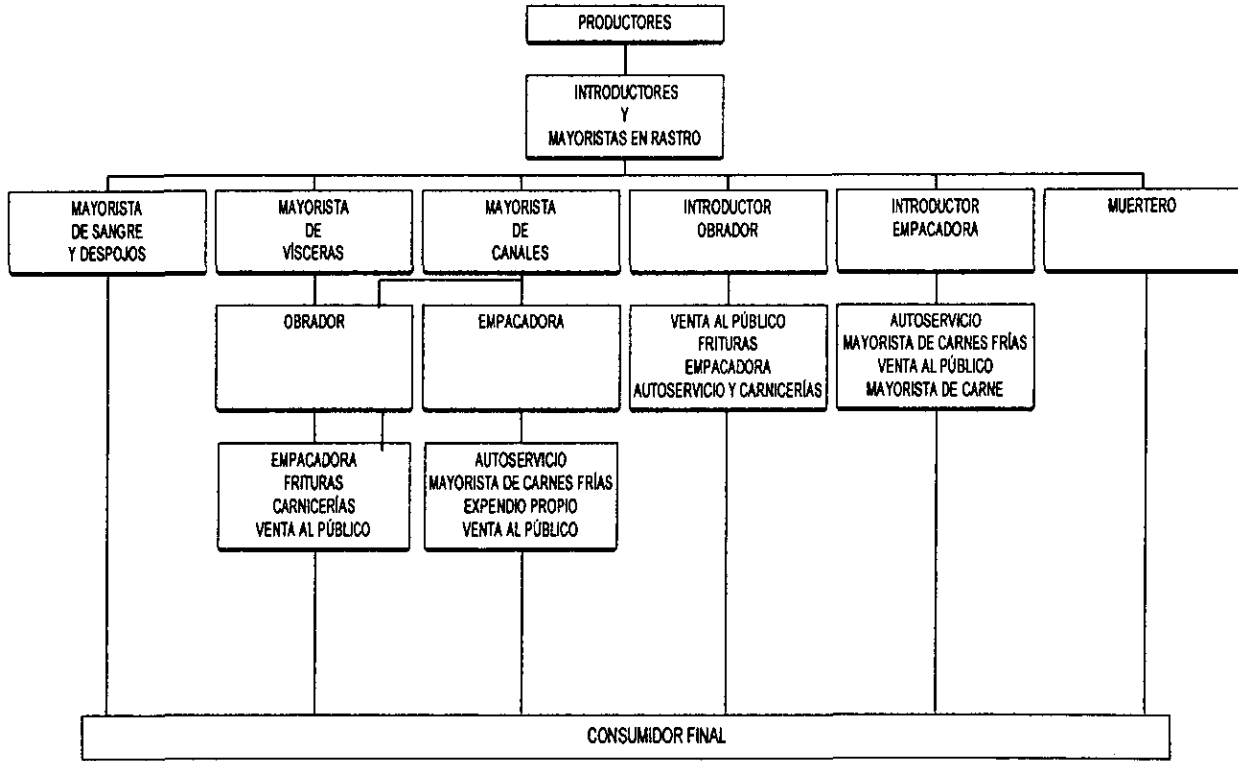 PRODUCTORES
INTRODUCTORES
Y
MAYORISTAS EN RASTRO
MAYORISTA
DE SANGRE
Y DESPOJOS
MAYORISTA
DE
VÍSCERAS
MAYORISTA
DE
CANALES
INTRODUCTOR
OBRADOR
INTRODUCTOR
EMPACADORA
MUERTERO
OBRADOR
EMPACADORA
VENTA AL PÚBLICO
FRITURAS
EMPACADORA
AUTOSERVICIO Y CARNICERÍAS
AUTOSERVICIO
MAYORISTA DE CARNES FRÍAS
VENTA AL PÚBLICO
MAYORISTA DE CARNE
EMPACADORA
FRITURAS
CARNICERÍAS
VENTA AL PÚBLICO
AUTOSERVICIO
MAYORISTA DE CARNES FRÍAS
EXPENDIO PROPIO
VENTA AL PÚBLICO
CONSUMIDOR FINAL